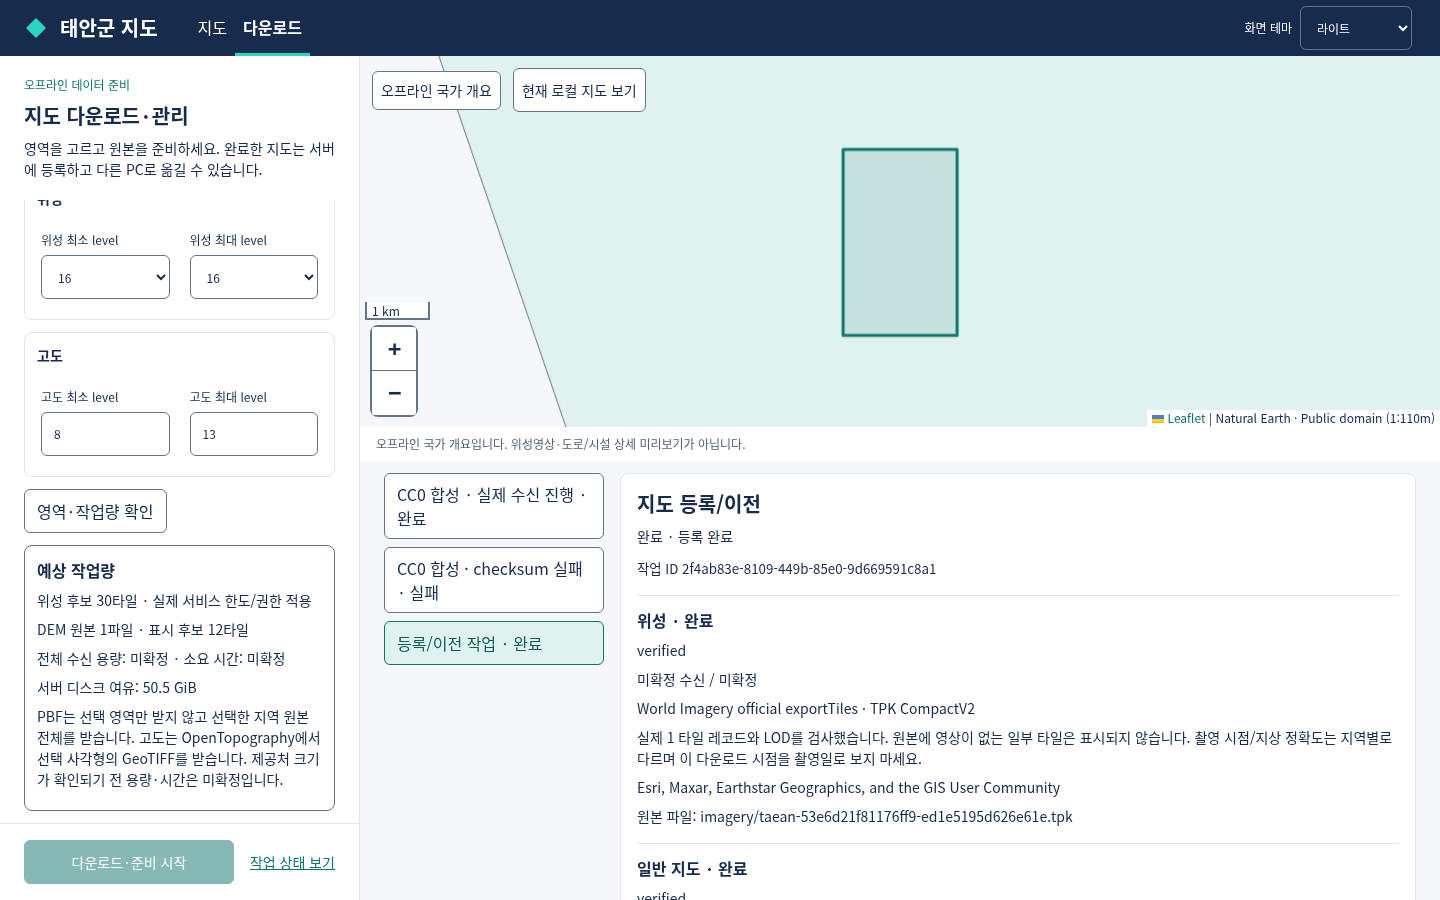 태안군 지도
지도
다운로드
화면 테마
라이트
오프라인 데이터 준비
지도 다운로드·관리
영역을 고르고 원본을 준비하세요. 완료한 지도는 서버
에 등록하고 다른 PC로 옮길 수 있습니다.
위성 최소 level
위성 최대 level
16
16
고도
고도 최소 level
고도 최대 level
8
13
영역·작업량 확인
예상 작업량
위성 후보 30타일 · 실제 서비스 한도/권한 적용
DEM 원본 1파일 · 표시 후보 12타일
전체 수신 용량: 미확정 · 소요 시간: 미확정
서버 디스크 여유: 50.5 GiB
PBF는 선택 영역만 받지 않고 선택한 지역 원본
전체를 받습니다. 고도는 OpenTopography에서
선택 사각형의 GeoTIFF를 받습니다. 제공처 크기
가 확인되기 전 용량·시간은 미확정입니다.
다운로드·준비 시작
작업 상태 보기
오프라인 국가 개요
현재 로컬 지도 보기
1 km
+
−
Leaflet | Natural Earth · Public domain (1:110m)
오프라인 국가 개요입니다. 위성영상·도로/시설 상세 미리보기가 아닙니다.
CC0 합성 · 실제 수신 진행 ·
완료
CC0 합성 · checksum 실패
· 실패
등록/이전 작업 · 완료
지도 등록/이전
완료 · 등록 완료
작업 ID 2f4ab83e-8109-449b-85e0-9d669591c8a1
위성 · 완료
verified
미확정 수신 / 미확정
World Imagery official exportTiles · TPK CompactV2
실제 1 타일 레코드와 LOD를 검사했습니다. 원본에 영상이 없는 일부 타일은 표시되지 않습니다. 촬영 시점/지상 정확도는 지역별로
다르며 이 다운로드 시점을 촬영일로 보지 마세요.
Esri, Maxar, Earthstar Geographics, and the GIS User Community
원본 파일: imagery/taean-53e6d21f81176ff9-ed1e5195d626e61e.tpk
일반 지도 · 완료
verified